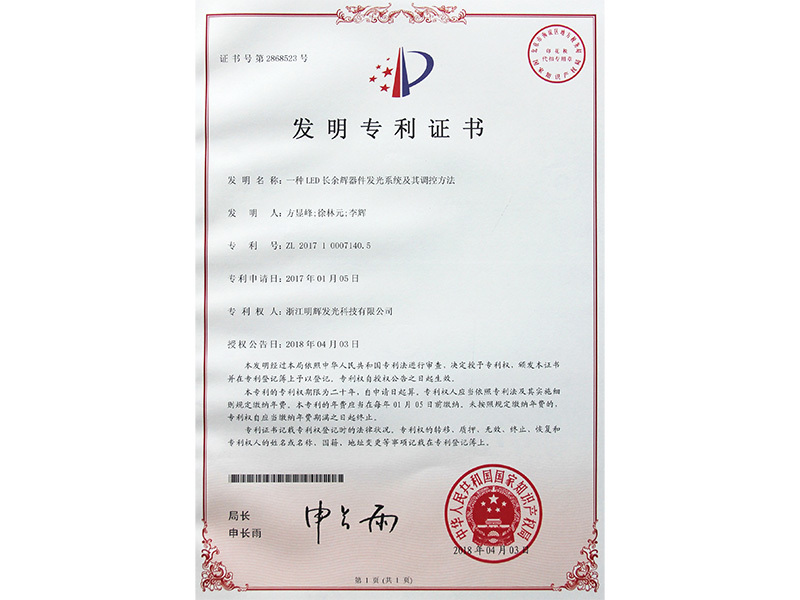 证书号第2868523号
发明专利证书
发 明 名 称：一种LED长余辉器件发光系统及其调控方法
发 明 人：方显峰;徐林元;李辉
专 利 号：ZL 2017 1 0007140.5
专利申请日：2017年01月05日
专 利 权 人：浙江明辉发光科技有限公司
授权公告日：2018年04月03日
本发明经过本局依照中华人民共和国专利法进行审查，决定授予专利权，颁发本证书
并在专利登记簿上予以登记。专利权自授权公告之日起生效。
本专利的专利权期限为二十年，自申请日起算。专利权人应当依照专利法及其实施细
则规定缴纳年费。本专利的年费应当在每年01月05日前缴纳。未按照规定缴纳年费的，
专利权自应当缴纳年费期满之日起终止。
专利证书记载专利权登记时的法律状况。专利权的转移、质押、无效、终止、恢复和
专利权人的姓名或名称、国籍、地址变更等事项记载在专利登记簿上。
局长
申长雨
申长雨
中华人民共和国国家知识产权局
2018年04月03日
第1页(共1页)